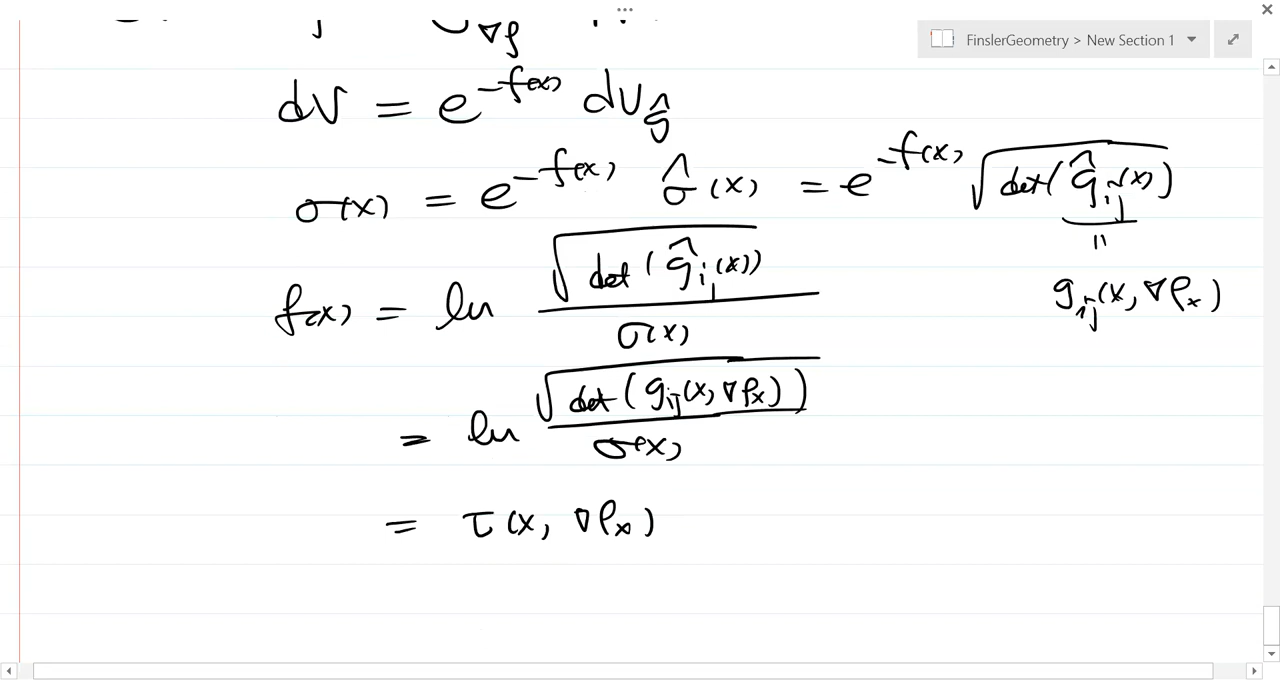 FinslerGeometry > New Section 1
∇ρ
dV = e^{-f(x)} dV_ĝ
σ(x) = e^{-f(x)} σ̂(x) = e^{-f(x)} √det(ĝ_ij(x))
||
g_ij(x, ∇ρ_x)
f(x) = ln √det(ĝ_ij(x)) / σ(x)
= ln √det(g_ij(x, ∇ρ_x)) / σ(x)
= τ(x, ∇ρ_x)